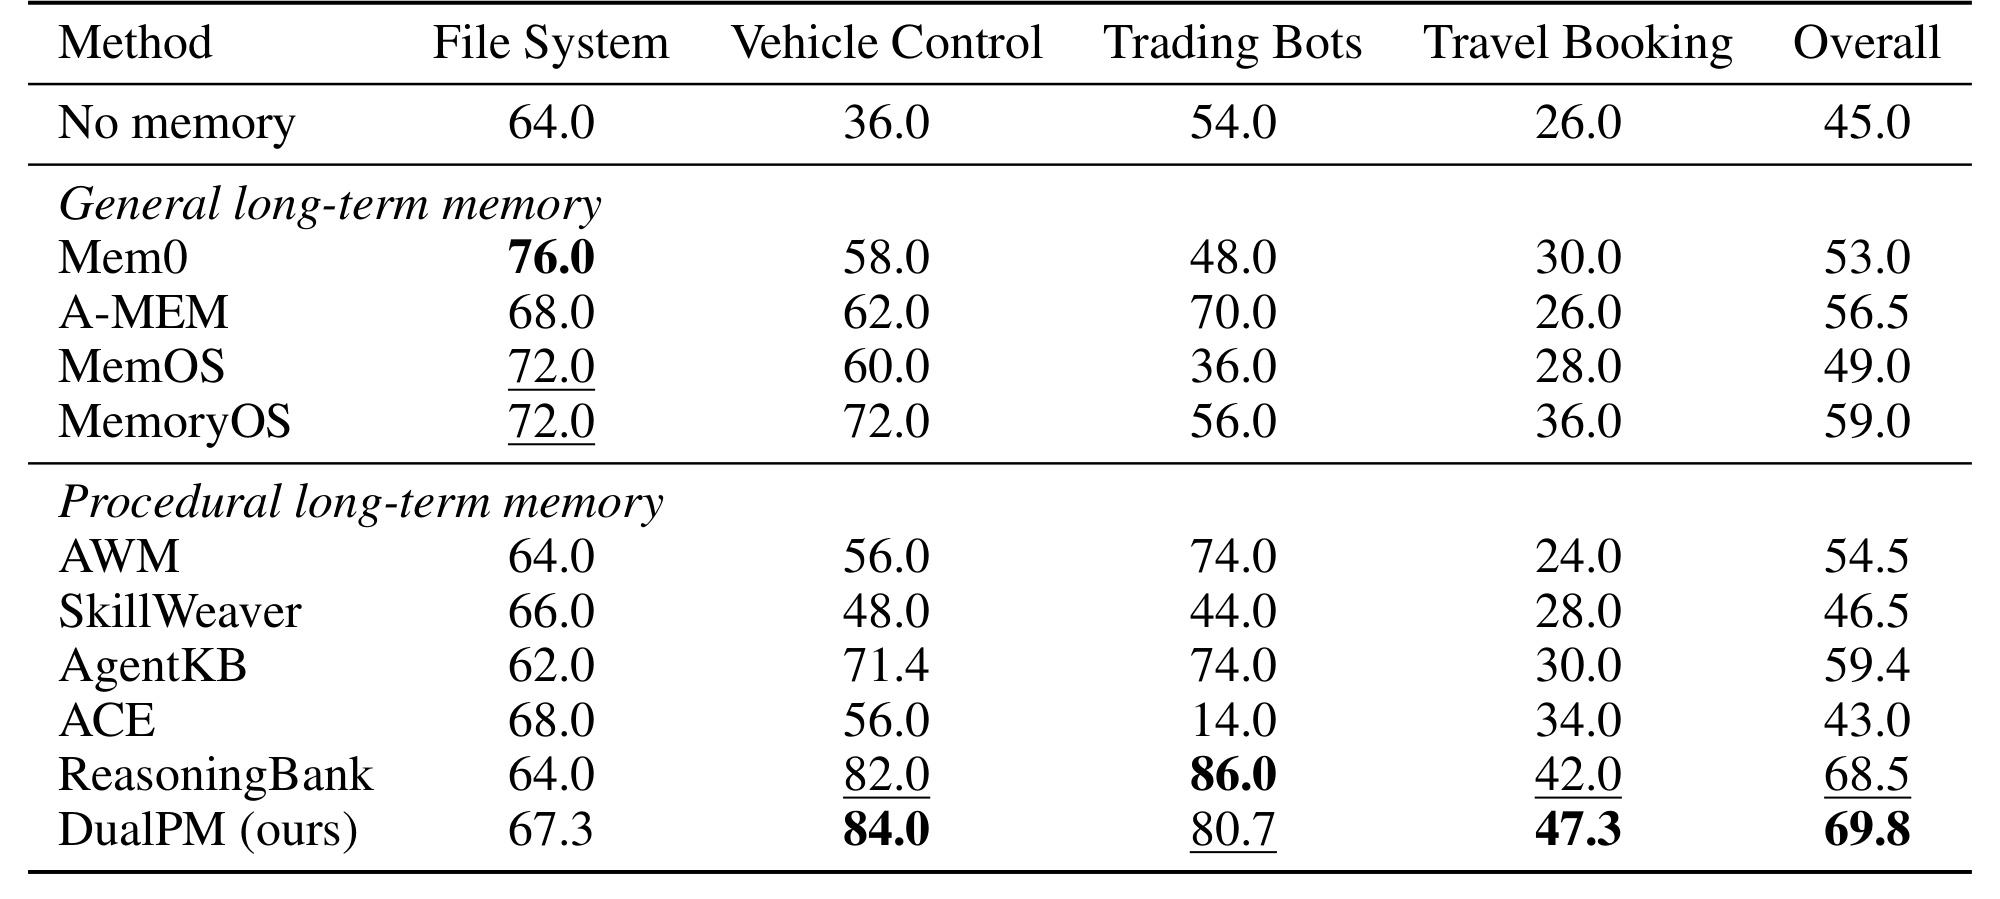 Method File System Vehicle Control Trading Bots Travel Booking Overall
No memory 64.0 36.0 54.0 26.0 45.0
General long-term memory
Mem0 76.0 58.0 48.0 30.0 53.0
A-MEM 68.0 62.0 70.0 26.0 56.5
MemOS 72.0 60.0 36.0 28.0 49.0
MemoryOS 72.0 72.0 56.0 36.0 59.0
Procedural long-term memory
AWM 64.0 56.0 74.0 24.0 54.5
SkillWeaver 66.0 48.0 44.0 28.0 46.5
AgentKB 62.0 71.4 74.0 30.0 59.4
ACE 68.0 56.0 14.0 34.0 43.0
ReasoningBank 64.0 82.0 86.0 42.0 68.5
DualPM (ours) 67.3 84.0 80.7 47.3 69.8